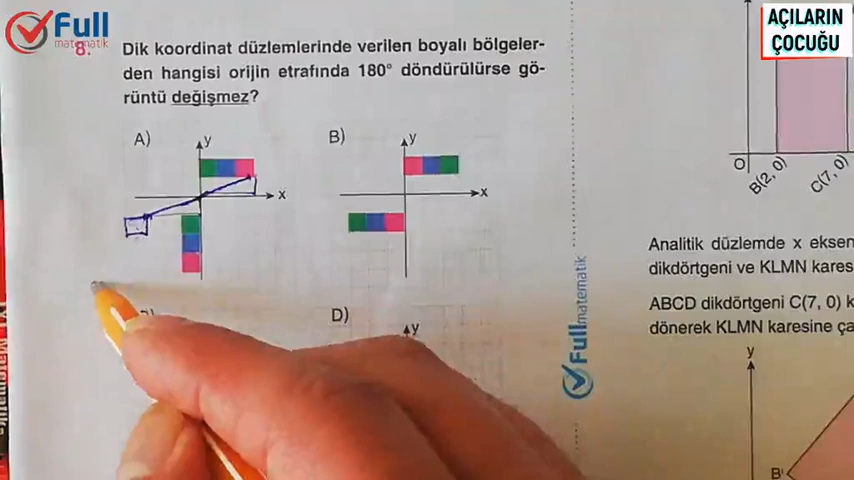 Full
matematik
8.
Dik koordinat düzlemlerinde verilen boyalı bölgeler-
den hangisi orijin etrafında 180° döndürülürse gö-
rüntü değişmez?
A)
y
x
B)
y
x
D)
y
Fullmatematik
AÇILARIN
ÇOCUĞU
O
B(2, 0)
C(7, 0)
Analitik düzlemde x eksen
dikdörtgeni ve KLMN kares
ABCD dikdörtgeni C(7, 0) k
dönerek KLMN karesine ça
y
B'